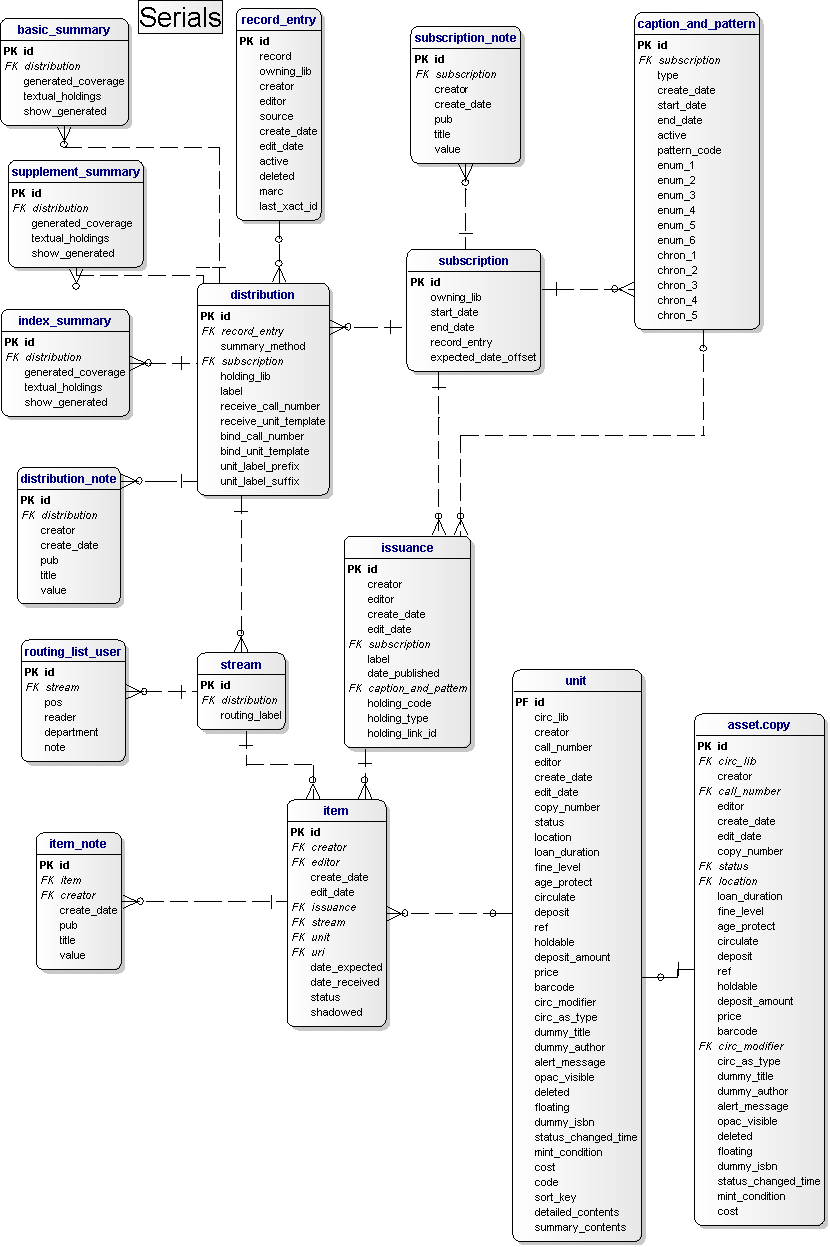 Serials
basic_summary
PK id
FK distribution
generated_coverage
textual_holdings
show_generated
record_entry
PK id
record
owning_lib
creator
editor
source
create_date
edit_date
active
deleted
marc
last_xact_id
subscription_note
PK id
FK subscription
creator
create_date
pub
title
value
caption_and_pattern
PK id
FK subscription
type
create_date
start_date
end_date
active
pattern_code
enum_1
enum_2
enum_3
enum_4
enum_5
enum_6
chron_1
chron_2
chron_3
chron_4
chron_5
supplement_summary
PK id
FK distribution
generated_coverage
textual_holdings
show_generated
subscription
PK id
owning_lib
start_date
end_date
record_entry
expected_date_offset
distribution
PK id
FK record_entry
summary_method
FK subscription
holding_lib
label
receive_call_number
receive_unit_template
bind_call_number
bind_unit_template
unit_label_prefix
unit_label_suffix
index_summary
PK id
FK distribution
generated_coverage
textual_holdings
show_generated
distribution_note
PK id
FK distribution
creator
create_date
pub
title
value
issuance
PK id
creator
editor
create_date
edit_date
FK subscription
label
date_published
FK caption_and_pattern
holding_code
holding_type
holding_link_id
routing_list_user
PK id
FK stream
pos
reader
department
note
stream
PK id
FK distribution
routing_label
unit
PF id
circ_lib
creator
call_number
editor
create_date
edit_date
copy_number
status
location
loan_duration
fine_level
age_protect
circulate
deposit
ref
holdable
deposit_amount
price
barcode
circ_modifier
circ_as_type
dummy_title
dummy_author
alert_message
opac_visible
deleted
floating
dummy_isbn
status_changed_time
mint_condition
cost
code
sort_key
detailed_contents
summary_contents
asset.copy
PK id
FK circ_lib
creator
FK call_number
editor
create_date
edit_date
copy_number
FK status
FK location
loan_duration
fine_level
age_protect
circulate
deposit
ref
holdable
deposit_amount
price
barcode
FK circ_modifier
circ_as_type
dummy_title
dummy_author
alert_message
opac_visible
deleted
floating
dummy_isbn
status_changed_time
mint_condition
cost
item
PK id
FK creator
FK editor
create_date
edit_date
FK issuance
FK stream
FK unit
FK uri
date_expected
date_received
status
shadowed
item_note
PK id
FK item
FK creator
create_date
pub
title
value